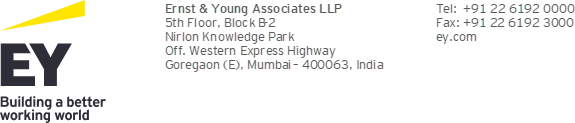 EY
Building a better
working world
Ernst & Young Associates LLP
5th Floor, Block B-2
Nirlon Knowledge Park
Off. Western Express Highway
Goregaon (E), Mumbai – 400063, India
Tel: +91 22 6192 0000
Fax: +91 22 6192 3000
ey.com